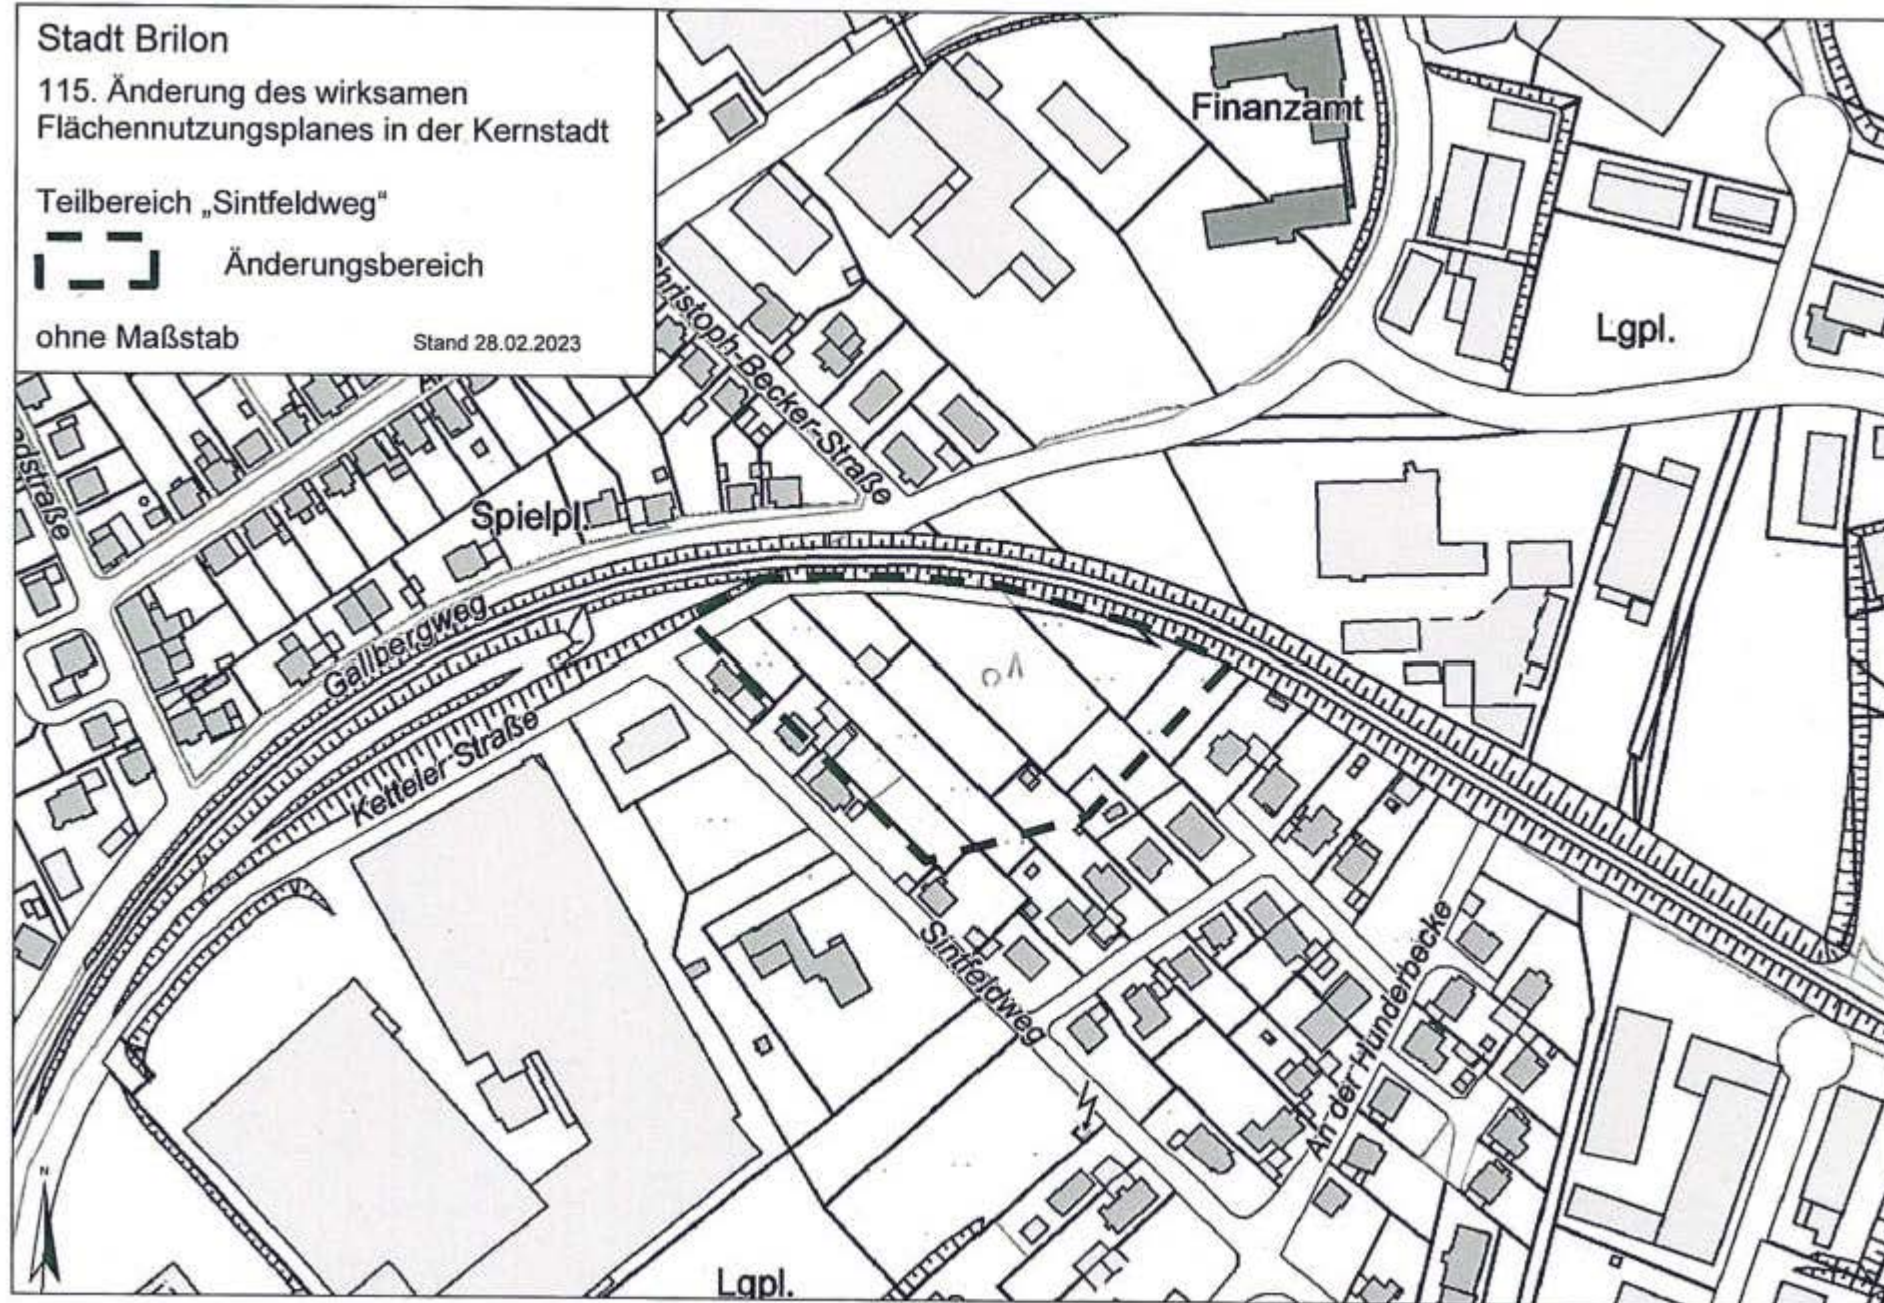 Stadt Brilon
115. Änderung des wirksamen
Flächennutzungsplanes in der Kernstadt
Teilbereich „Sintfeldweg“
Änderungsbereich
ohne Maßstab
Stand 28.02.2023
Finanzamt
Lgpl.
Christoph-Becker-Straße
Spielpl.
Gallbergweg
Ketteler Straße
Sintfeldweg
An der Hunderbecke
N
Lgpl.